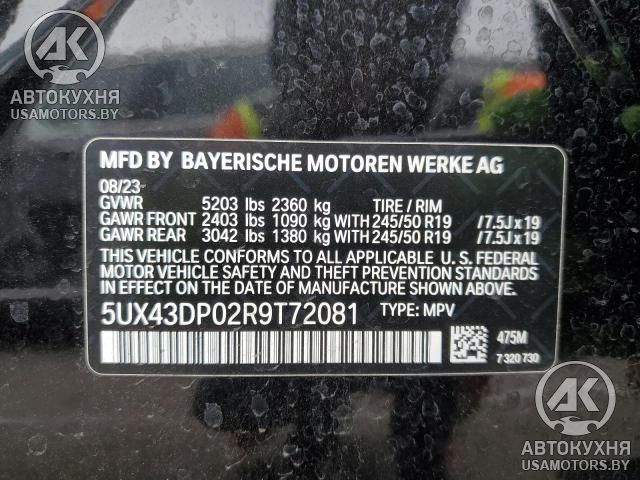 АВТОКУХНЯ
USAMOTORS.BY
MFD BY BAYERISCHE MOTOREN WERKE AG
08/23
GVWR 5203 lbs 2360 kg TIRE / RIM
GAWR FRONT 2403 lbs 1090 kg WITH 245/50 R19 /7.5J x 19
GAWR REAR 3042 lbs 1380 kg WITH 245/50 R19 /7.5J x 19
THIS VEHICLE CONFORMS TO ALL APPLICABLE U. S. FEDERAL
MOTOR VEHICLE SAFETY AND THEFT PREVENTION STANDARDS
IN EFFECT ON THE DATE OF MANUFACTURE SHOWN ABOVE.
5UX43DP02R9T72081 TYPE: MPV
475M
7 320 730
АК
АВТОКУХНЯ
USAMOTORS.BY
АК